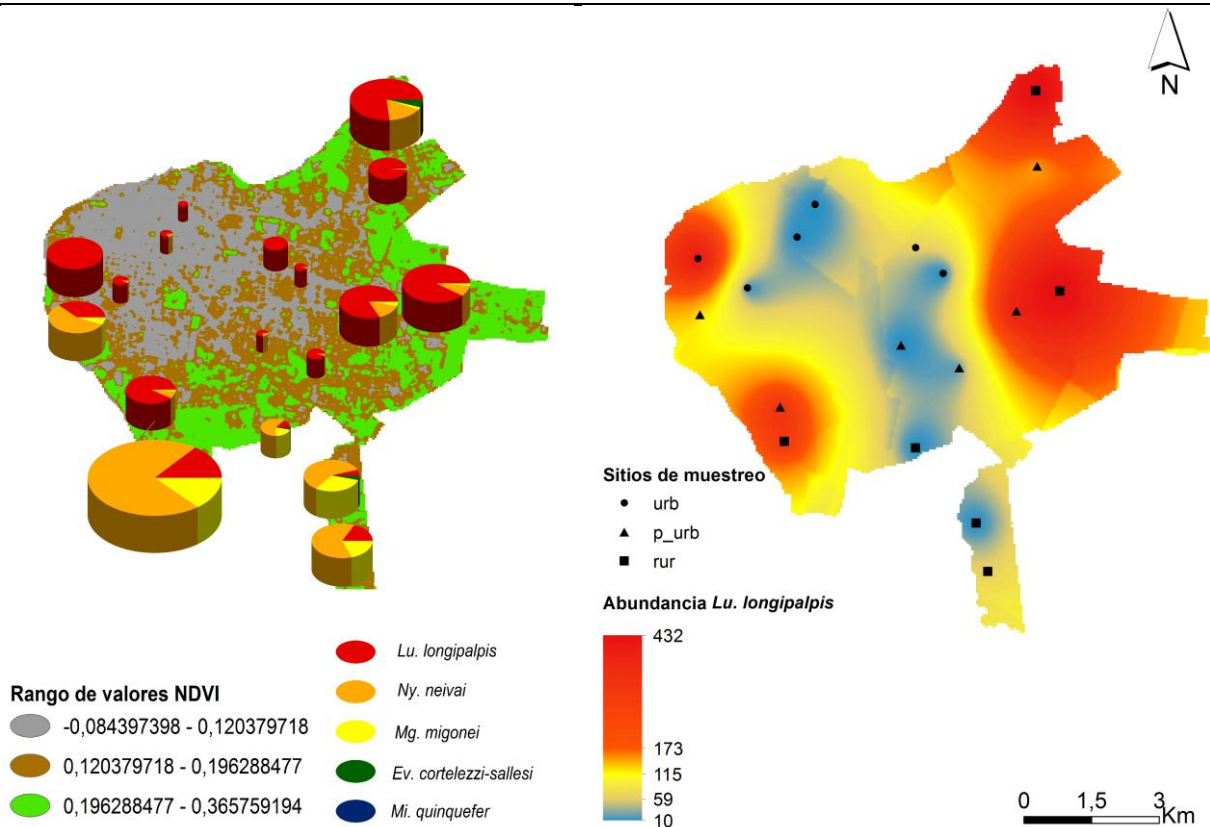 N
Rango de valores NDVI
-0,084397398 - 0,120379718
0,120379718 - 0,196288477
0,196288477 - 0,365759194
Lu. longipalpis
Ny. neivai
Mg. migonei
Ev. cortelezzi-sallesi
Mi. quinquefer
Sitios de muestreo
urb
p_urb
rur
Abundancia Lu. longipalpis
432
173
115
59
10
0 1,5 3
Km